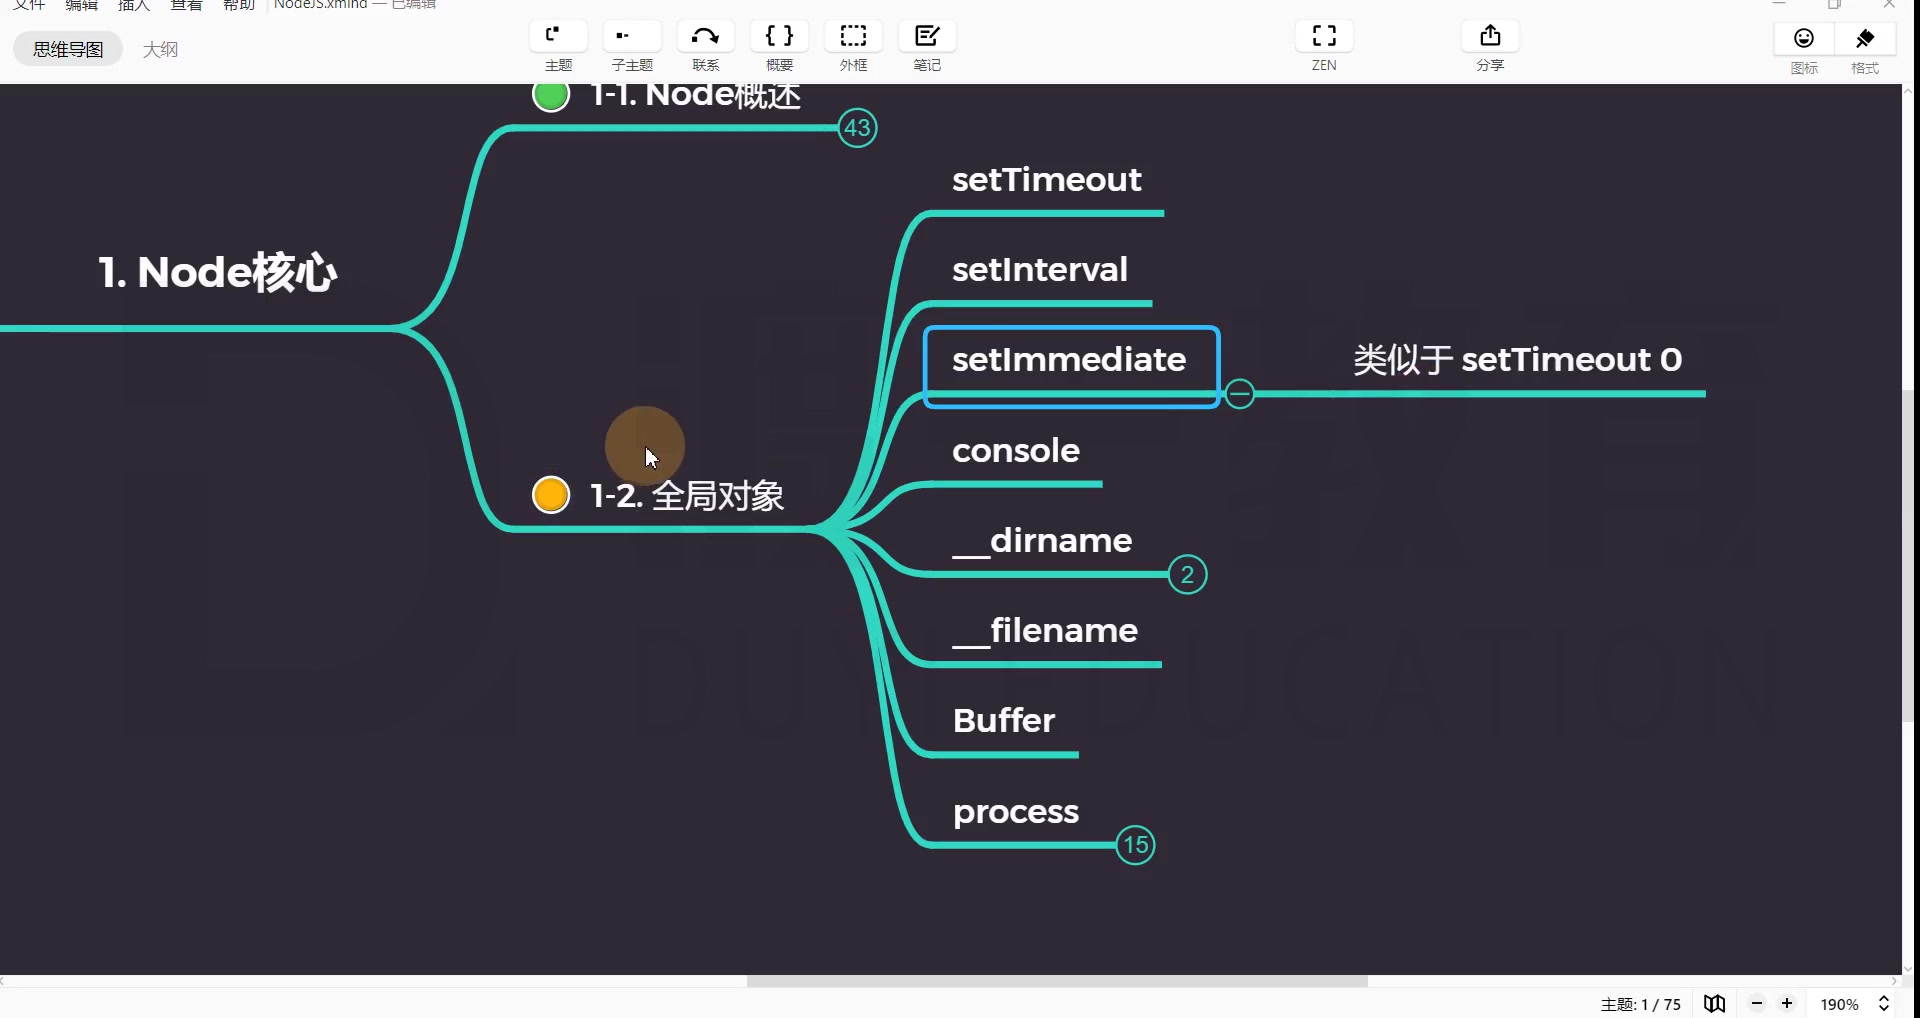 文件 编辑 插入 查看 帮助 NodeJS.xmind — 已编辑
思维导图 大纲
主题 子主题 联系 概要 外框 笔记 ZEN 分享 图标 格式
1-1. Node概述
43
setTimeout
setInterval
1. Node核心
setImmediate
类似于 setTimeout 0
console
1-2. 全局对象
__dirname
2
__filename
DUYI EDUCATION
Buffer
process
15
主题: 1 / 75 190%